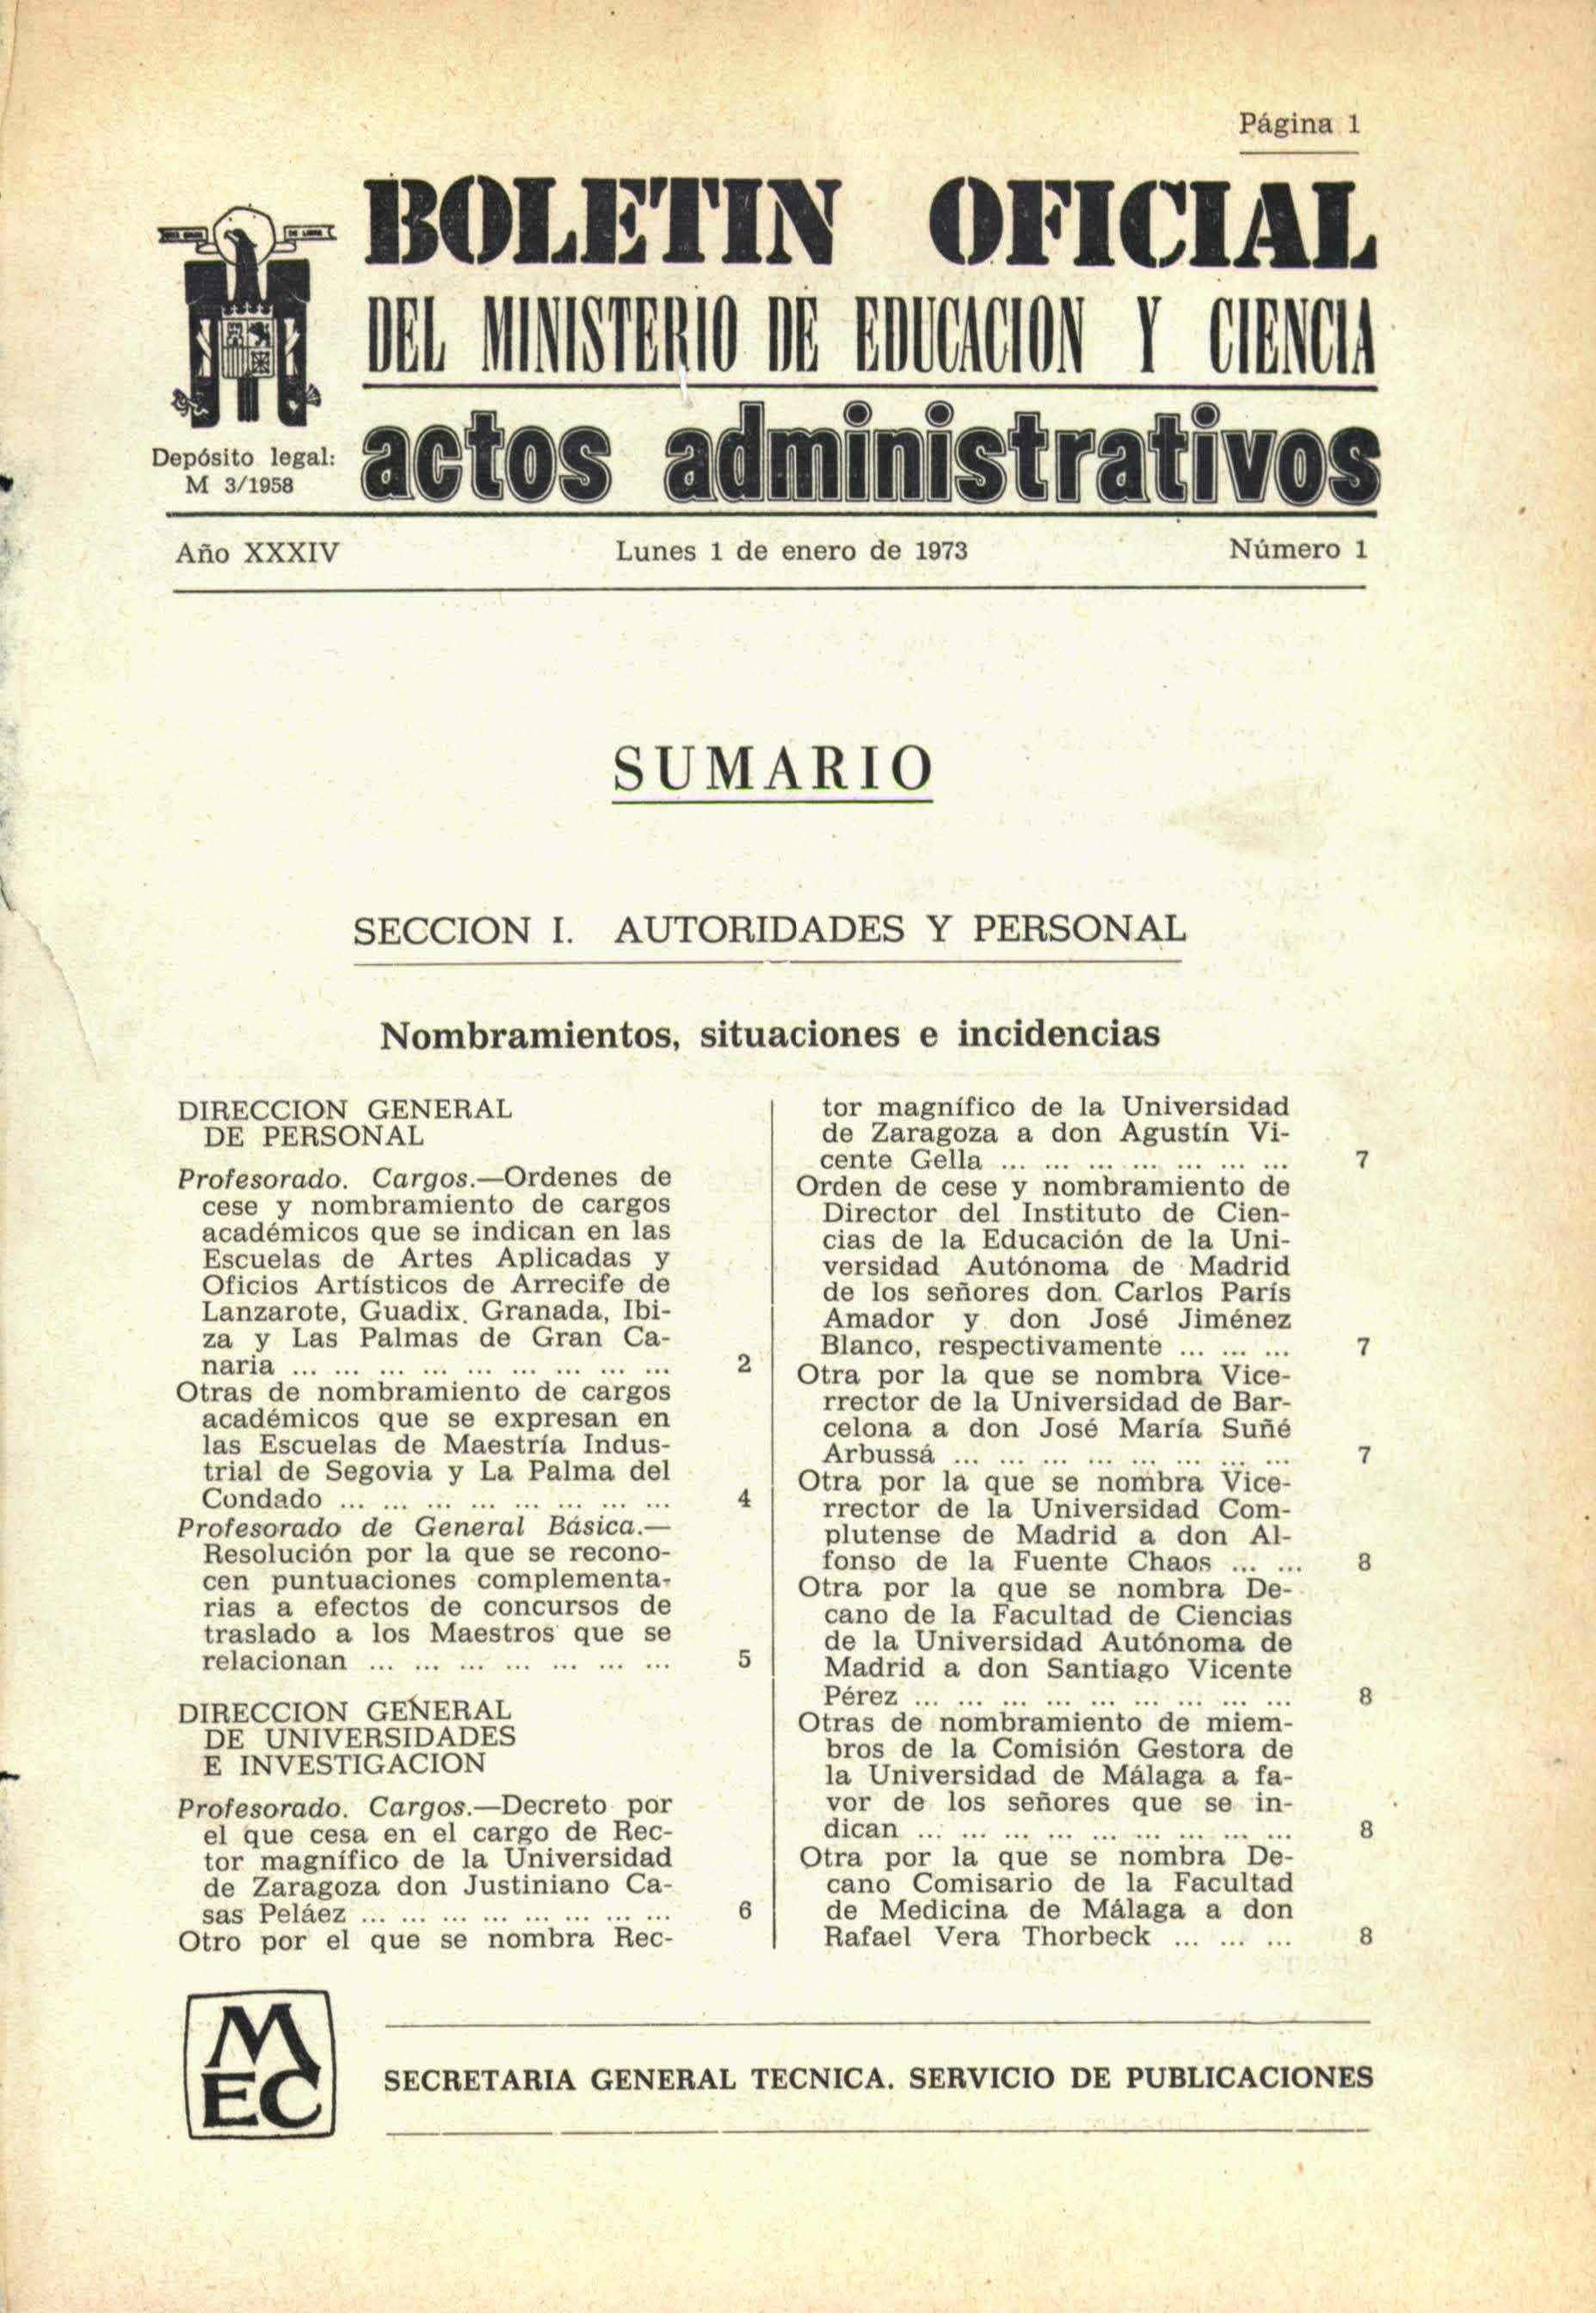 Página 1
BOLETIN OFICIAL
DEL MINISTERIO DE EDUCACION Y CIENCIA
actos administrativos
Depósito legal:
M 3/1958
Año XXXIV
Lunes 1 de enero de 1973
Número 1
SUMARIO
SECCION I. AUTORIDADES Y PERSONAL
Nombramientos, situaciones e incidencias
DIRECCION GENERAL
DE PERSONAL
Profesorado. Cargos.—Ordenes de
cese y nombramiento de cargos
académicos que se indican en las
Escuelas de Artes Aplicadas y
Oficios Artísticos de Arrecife de
Lanzarote, Guadix, Granada, Ibi-
za y Las Palmas de Gran Ca-
naria ... ... ... ... ... ... ... ... ... 2
Otras de nombramiento de cargos
académicos que se expresan en
las Escuelas de Maestría Indus-
trial de Segovia y La Palma del
Condado ... ... ... ... ... ... ... ... 4
Profesorado de General Básica.—
Resolución por la que se recono-
cen puntuaciones complementa-
rias a efectos de concursos de
traslado a los Maestros que se
relacionan ... ... ... ... ... ... ... 5
DIRECCION GENERAL
DE UNIVERSIDADES
E INVESTIGACION
Profesorado. Cargos.—Decreto por
el que cesa en el cargo de Rec-
tor magnífico de la Universidad
de Zaragoza don Justiniano Ca-
sas Peláez ... ... ... ... ... ... ... ... 6
Otro por el que se nombra Rec-
tor magnífico de la Universidad
de Zaragoza a don Agustín Vi-
cente Gella ... ... ... ... ... ... ... 7
Orden de cese y nombramiento de
Director del Instituto de Cien-
cias de la Educación de la Uni-
versidad Autónoma de Madrid
de los señores don Carlos París
Amador y don José Jiménez
Blanco, respectivamente ... ... ... 7
Otra por la que se nombra Vice-
rrector de la Universidad de Bar-
celona a don José María Suñé
Arbussá ... ... ... ... ... ... ... ... 7
Otra por la que se nombra Vice-
rrector de la Universidad Com-
plutense de Madrid a don Al-
fonso de la Fuente Chaos ... ... 8
Otra por la que se nombra De-
cano de la Facultad de Ciencias
de la Universidad Autónoma de
Madrid a don Santiago Vicente
Pérez ... ... ... ... ... ... ... ... ... 8
Otras de nombramiento de miem-
bros de la Comisión Gestora de
la Universidad de Málaga a fa-
vor de los señores que se in-
dican ... ... ... ... ... ... ... ... ... 8
Otra por la que se nombra De-
cano Comisario de la Facultad
de Medicina de Málaga a don
Rafael Vera Thorbeck ... ... ... 8
M
EC
SECRETARIA GENERAL TECNICA. SERVICIO DE PUBLICACIONES